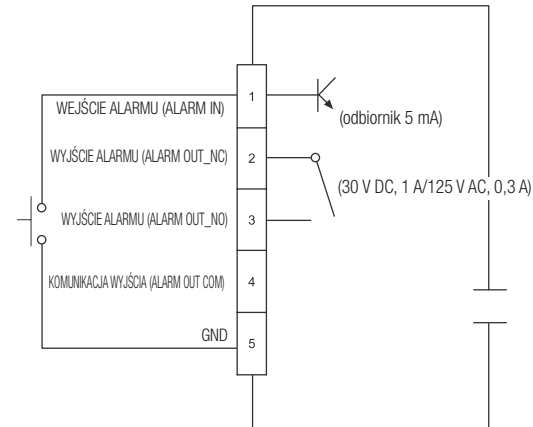 WEJŚCIE ALARMU (ALARM IN)
1
(odbiornik 5 mA)
WYJŚCIE ALARMU (ALARM OUT_NC)
2
(30 V DC, 1 A/125 V AC, 0,3 A)
WYJŚCIE ALARMU (ALARM OUT_NO)
3
KOMUNIKACJA WYJŚCIA (ALARM OUT COM)
4
GND
5